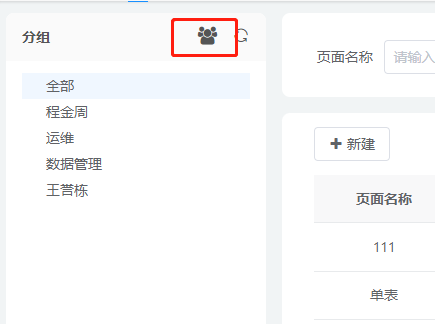 分组
全部
程金周
运维
数据管理
王誉栋
页面名称 请输入
+ 新建
页面名称
111
单表